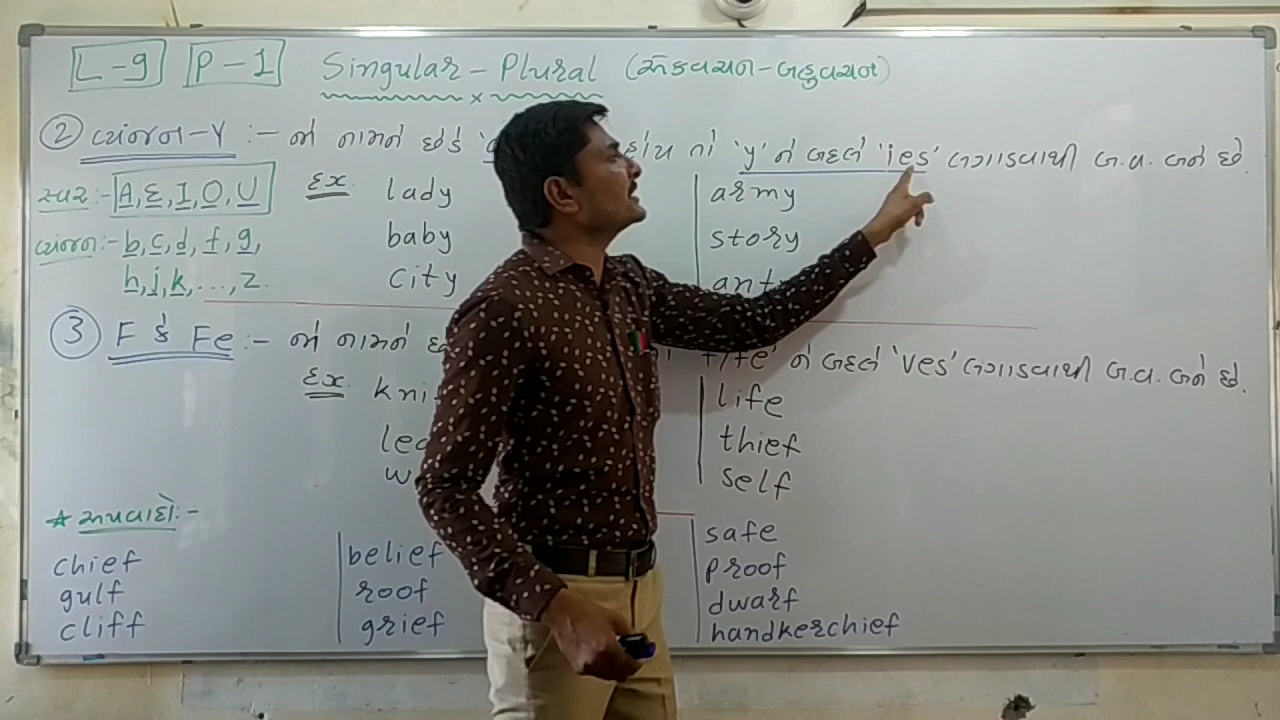 L-9 P-1 Singular - Plural (એકવચન-બહુવચન)
② વ્યંજન-Y :- એ નામને છેડે હોય તો 'y' ને બદલે 'ies' લગાડવાથી બ.વ. બને છે.
સ્વર :- A, E, I, O, U
વ્યંજન :- b, c, d, f, g,
h, j, k, ..., z.
Ex. lady army
baby story
city
③ F કે Fe :- એ નામને 'f/fe' ને બદલે 'ves' લગાડવાથી બ.વ. બને છે.
Ex. life
thief
self
★ અપવાદો :-
chief belief safe
gulf roof proof
cliff grief dwarf
handkerchief